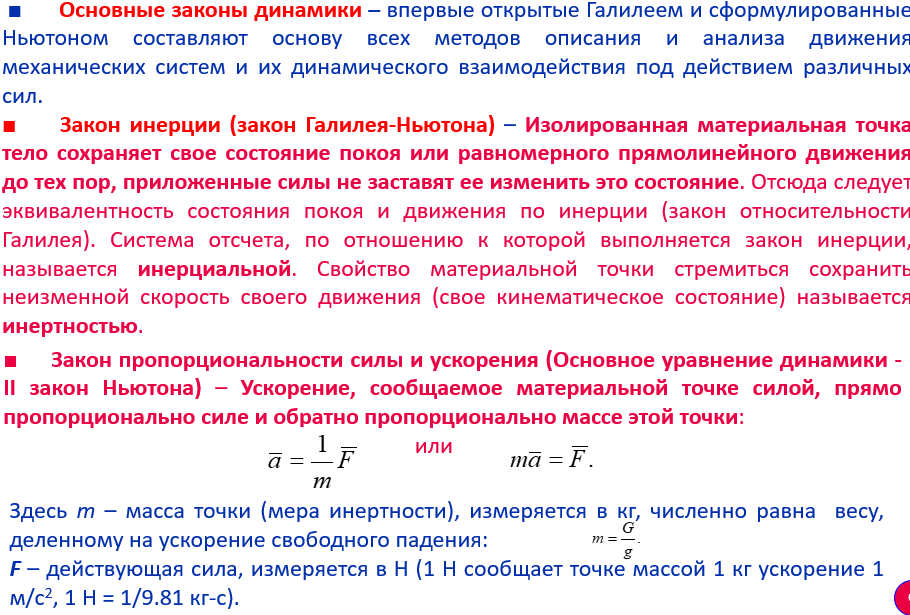 ▪ Основные законы динамики – впервые открытые Галилеем и сформулированные
Ньютоном составляют основу всех методов описания и анализа движения
механических систем и их динамического взаимодействия под действием различных
сил.
▪ Закон инерции (закон Галилея-Ньютона) – Изолированная материальная точка
тело сохраняет свое состояние покоя или равномерного прямолинейного движения
до тех пор, приложенные силы не заставят ее изменить это состояние. Отсюда следует
эквивалентность состояния покоя и движения по инерции (закон относительности
Галилея). Система отсчета, по отношению к которой выполняется закон инерции,
называется инерциальной. Свойство материальной точки стремиться сохранить
неизменной скорость своего движения (свое кинематическое состояние) называется
инертностью.
▪ Закон пропорциональности силы и ускорения (Основное уравнение динамики -
II закон Ньютона) – Ускорение, сообщаемое материальной точке силой, прямо
пропорционально силе и обратно пропорционально массе этой точки:
a̅ = 1/m F̅ или ma̅ = F̅.
Здесь m – масса точки (мера инертности), измеряется в кг, численно равна весу,
деленному на ускорение свободного падения: m = G/g.
F – действующая сила, измеряется в Н (1 Н сообщает точке массой 1 кг ускорение 1
м/с², 1 Н = 1/9.81 кг-с).